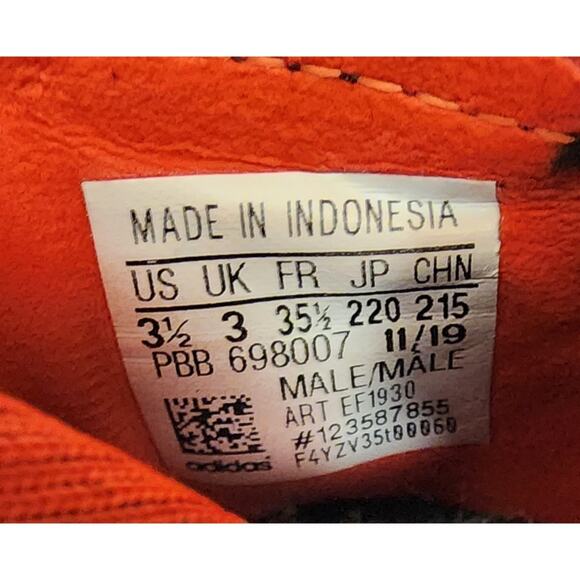 MADE IN INDONESIA
US UK FR JP CHN
3½ 3 35½ 220 215
PBB 698007 11/19
MALE/MÂLE
ART EF1930
#123587855
F4YZV35t00060
adidas